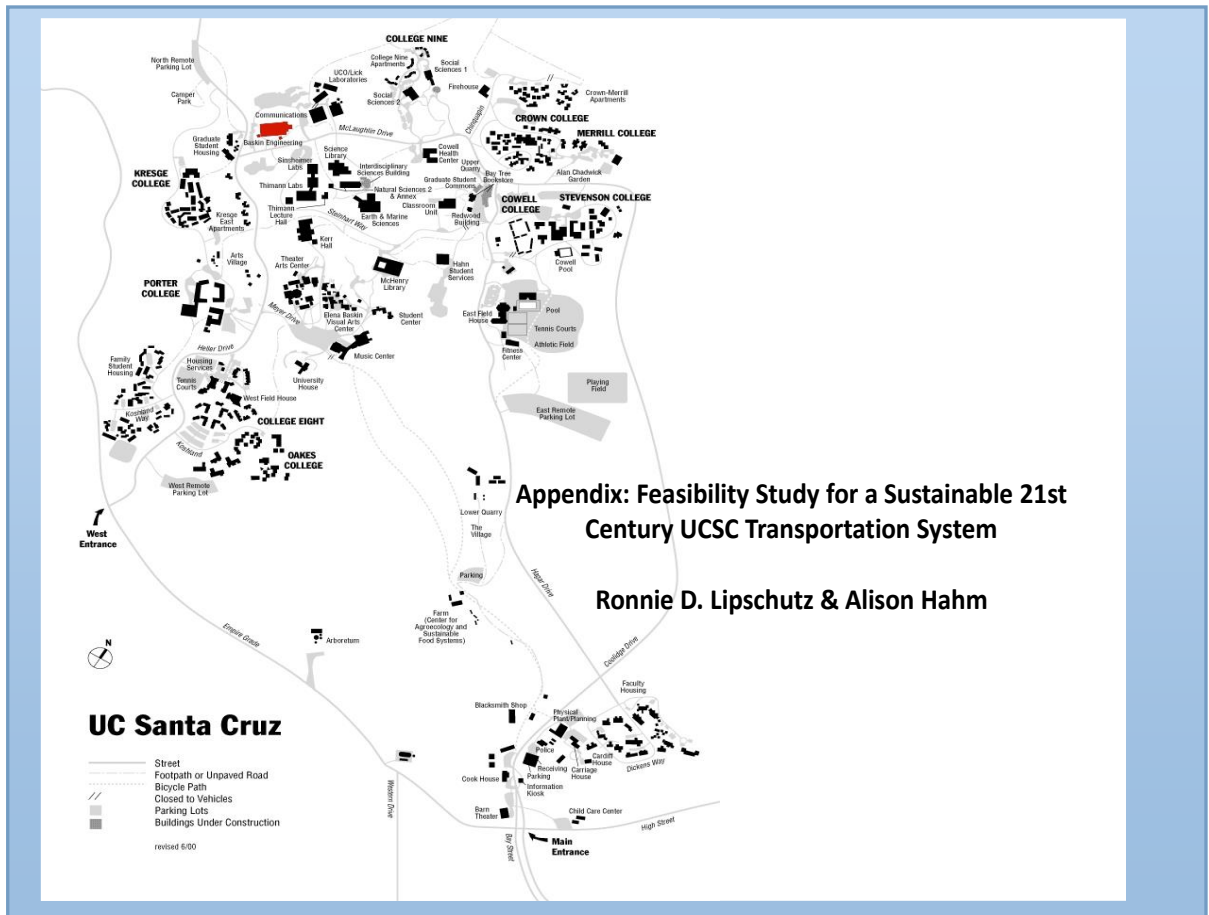 COLLEGE NINE
North Remote
Parking Lot
College Nine
Apartments
Social
Sciences 1
UCO/Lick
Laboratories
Firehouse
Camper
Park
Social
Sciences 2
Crown-Merrill
Apartments
Chinquapin
Communications
CROWN COLLEGE
McLaughlin Drive
MERRILL COLLEGE
Graduate
Student
Housing
Baskin Engineering
Science
Library
Cowell
Health
Center
Upper
Quarry
Sinsheimer
Labs
Interdisciplinary
Sciences Building
KRESGE
COLLEGE
Graduate Student
Commons
Bay Tree
Bookstore
Alan Chadwick
Garden
Thimann Labs
Natural Sciences 2
& Annex
STEVENSON COLLEGE
COWELL
COLLEGE
Thimann
Lecture
Hall
Earth & Marine
Sciences
Classroom
Unit
Redwood
Building
Kresge
East
Apartments
Steinhart Way
Kerr
Hall
Arts
Village
Theater
Arts Center
Hahn
Student
Services
Cowell
Pool
McHenry
Library
PORTER
COLLEGE
Meyer Drive
Elena Baskin
Visual Arts
Center
Student
Center
East Field
House
Pool
Tennis Courts
Athletic Field
Fitness
Center
Heller Drive
Music Center
Family
Student
Housing
Housing
Services
Tennis
Courts
University
House
Playing
Field
West Field House
East Remote
Parking Lot
Koshland
Way
COLLEGE EIGHT
Koshland
OAKES
COLLEGE
West Remote
Parking Lot
West
Entrance
Lower Quarry
The
Village
Appendix: Feasibility Study for a Sustainable 21st
Century UCSC Transportation System
Ronnie D. Lipschutz & Alison Hahm
Parking
Hagar Drive
Farm
(Center for
Agroecology and
Sustainable
Food Systems)
Empire Grade
Arboretum
Coolidge Drive
N
Faculty
Housing
Blacksmith Shop
Physical
Plant/Planning
UC Santa Cruz
Police
Cardiff
House
Receiving
Carriage
House
Dickens Way
Parking
Cook House
Information
Kiosk
Street
Footpath or Unpaved Road
Bicycle Path
Closed to Vehicles
Parking Lots
Buildings Under Construction
Western Drive
Barn
Theater
Child Care Center
High Street
Bay Street
Main
Entrance
revised 6/00